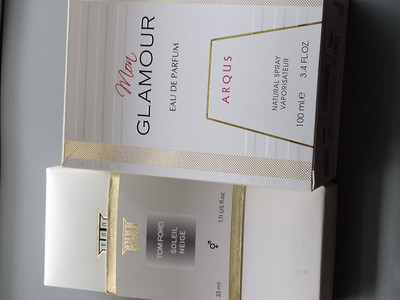 Mon
GLAMOUR
EAU DE PARFUM
ARQUS
NATURAL SPRAY
VAPORISATEUR
100 ml.e 3.4 FL.OZ.
TOM FORD
SOLEIL
NEIGE
33 ml 1.11 US fl.oz